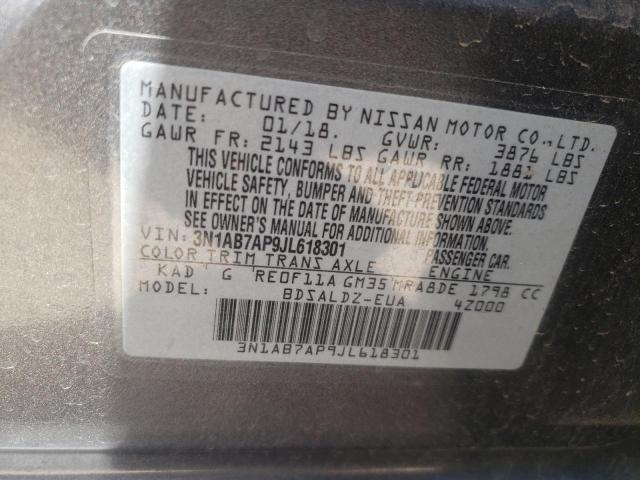 MANUFACTURED BY NISSAN MOTOR CO., LTD.
DATE: 01/18. GVWR: 3876 LBS
GAWR FR: 2143 LBS GAWR RR: 1881 LBS
THIS VEHICLE CONFORMS TO ALL APPLICABLE FEDERAL MOTOR
VEHICLE SAFETY, BUMPER AND THEFT PREVENTION STANDARDS
IN EFFECT ON THE DATE OF MANUFACTURE SHOWN ABOVE.
SEE OWNER'S MANUAL FOR ADDITIONAL INFORMATION.
VIN: 3N1AB7AP9JL618301 PASSENGER CAR.
COLOR TRIM TRANS AXLE ENGINE
KAD G RE0F11A GM35 MRA8DE 1798 CC
MODEL: BDSALDZ-EUA 4Z000
3N1AB7AP9JL618301